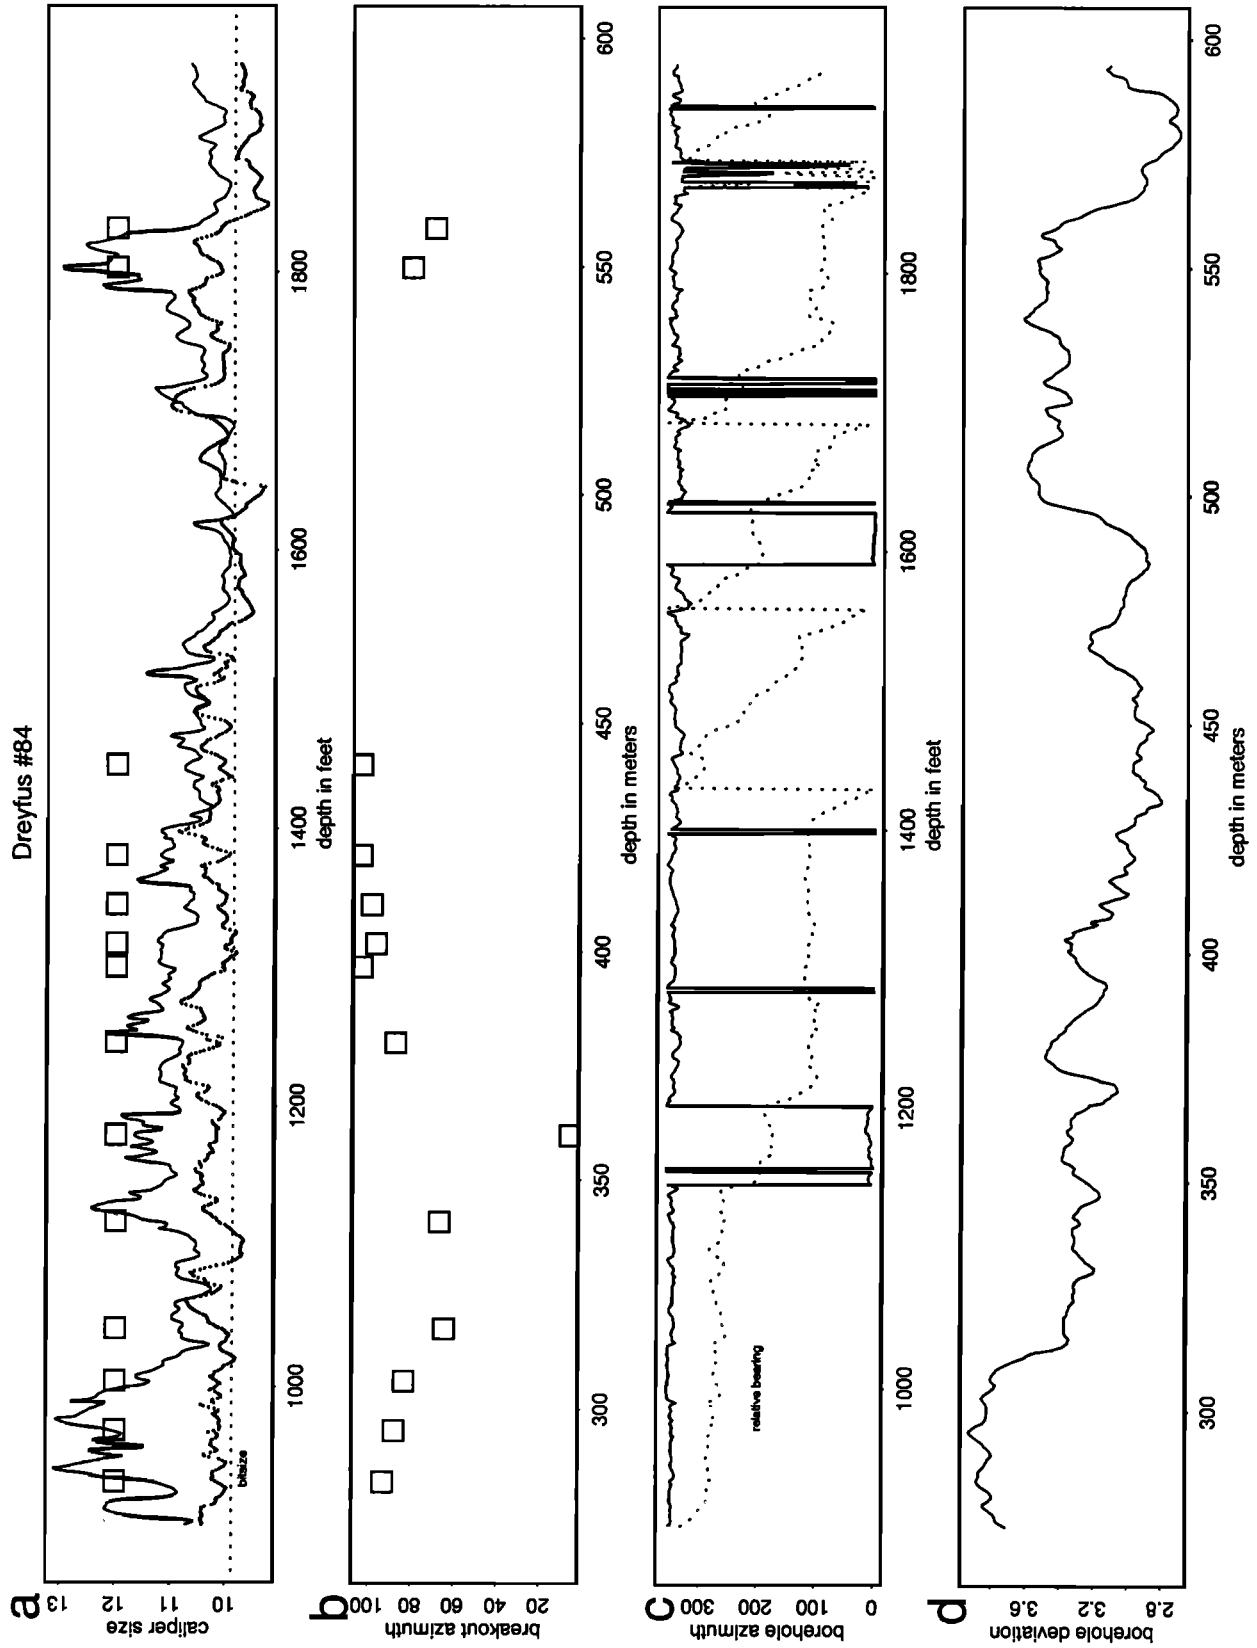 Dreyfus #84
a
13 12 11 10
caliper size
bitsize
1000 1200 1400 1600 1800
depth in feet
b
100 80 60 40 20
breakout azimuth
300 350 400 450 500 550 600
depth in meters
c
300 200 100 0
borehole azimuth
relative bearing
1000 1200 1400 1600 1800
depth in feet
d
3.6 3.2 2.8
borehole deviation
300 350 400 450 500 550 600
depth in meters